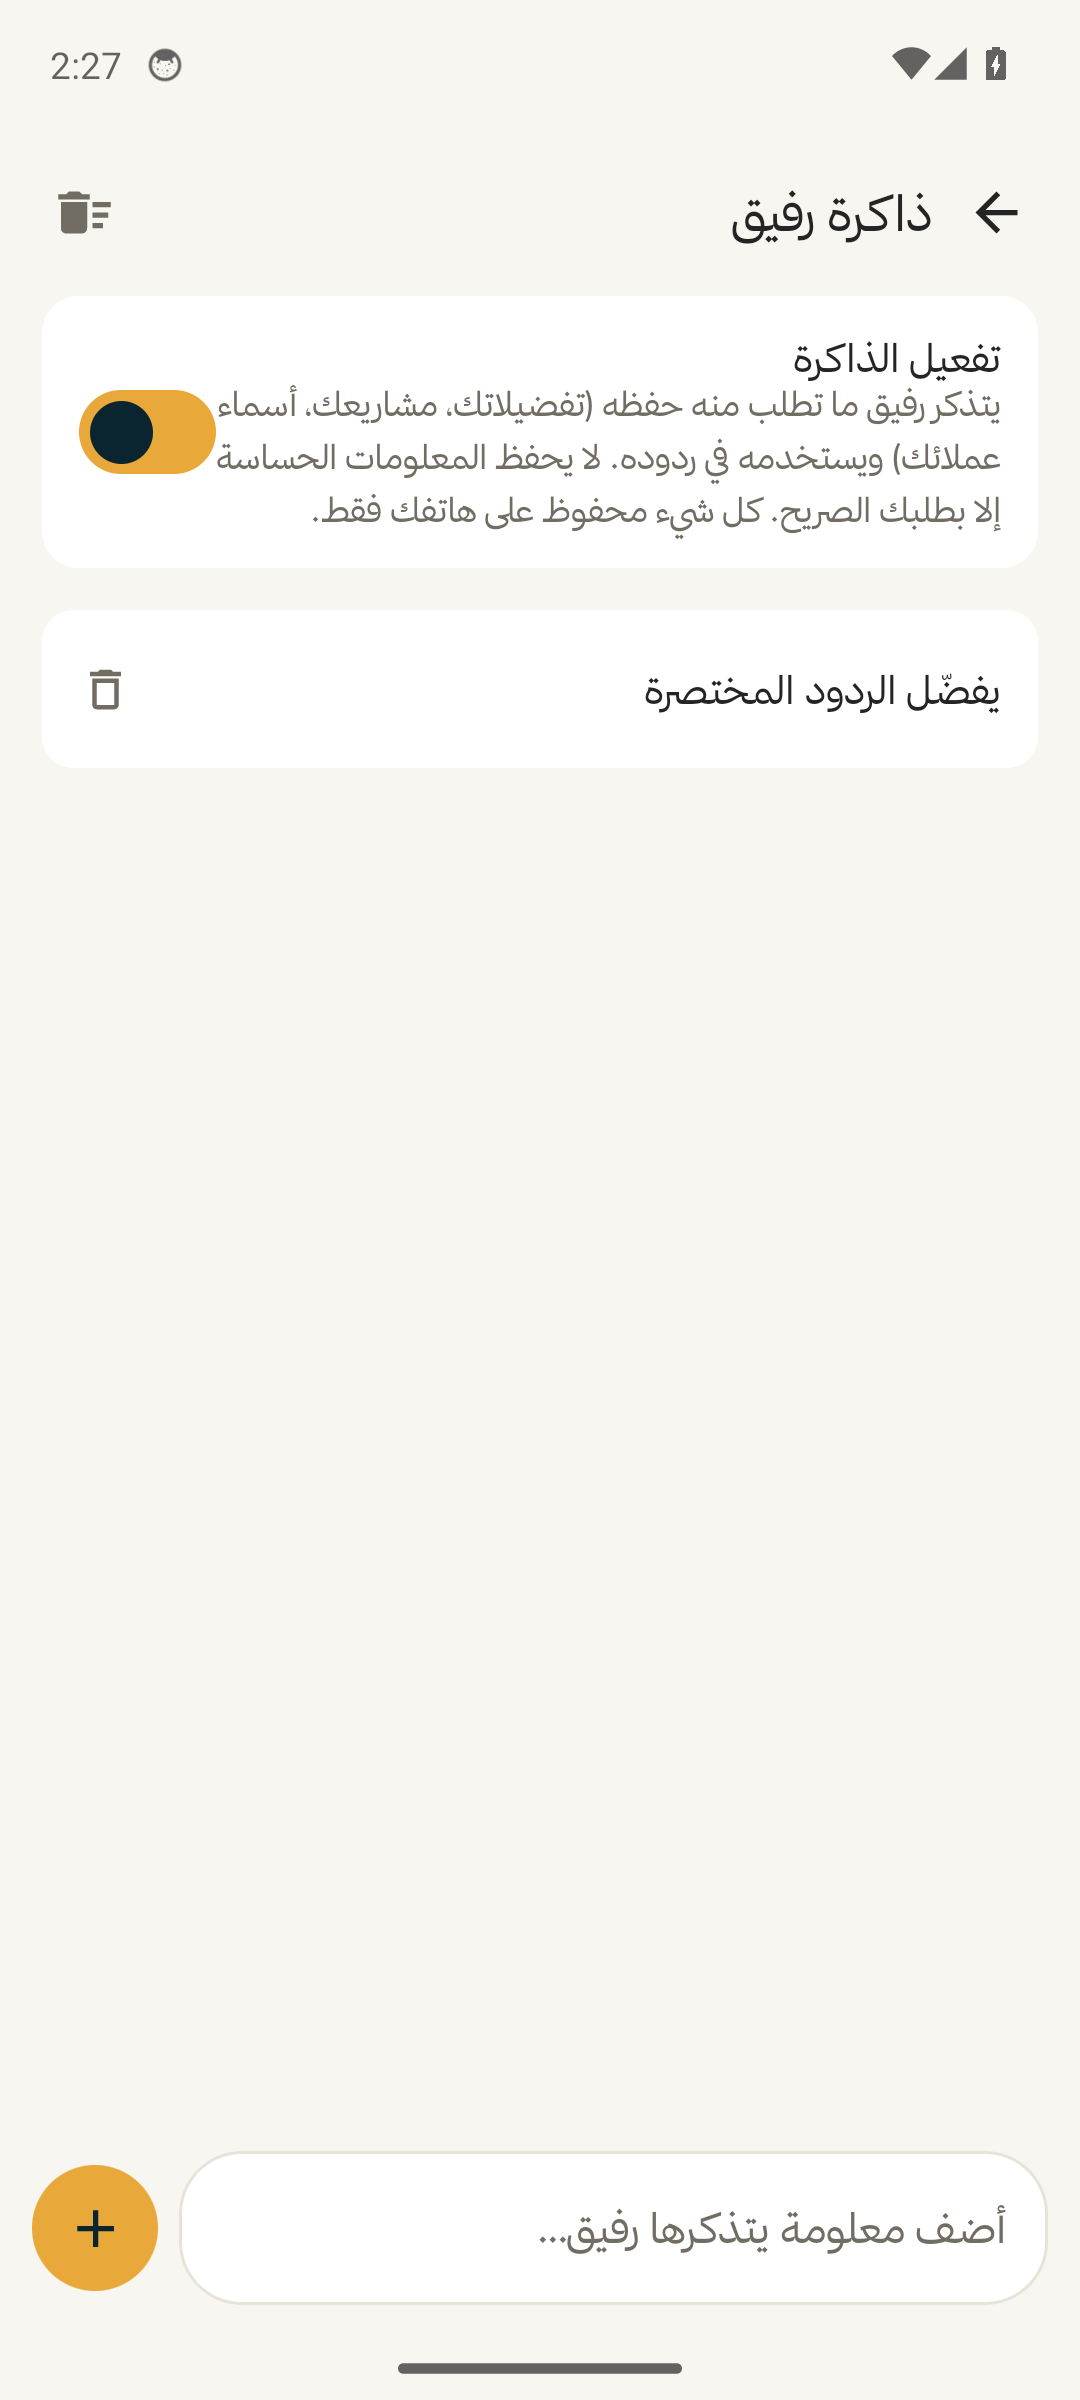 2:27
ذاكرة رفيق
تفعيل الذاكرة
يتذكر رفيق ما تطلب منه حفظه (تفضيلاتك، مشاريعك، أسماء
عملائك) ويستخدمه في ردوده. لا يحفظ المعلومات الحساسة
إلا بطلبك الصريح. كل شيء محفوظ على هاتفك فقط.
يفضّل الردود المختصرة
أضف معلومة يتذكرها رفيق...